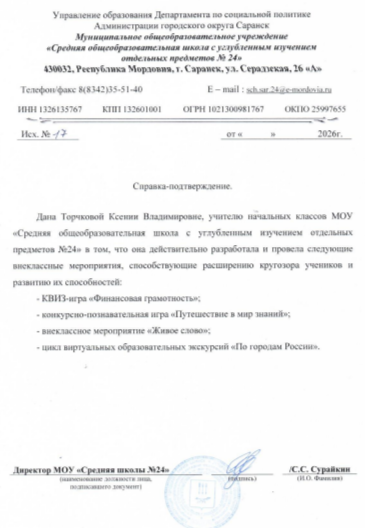 Управление образования Департамента по социальной политике
Администрации городского округа Саранск
Муниципальное общеобразовательное учреждение
«Средняя общеобразовательная школа с углубленным изучением
отдельных предметов № 24»
430032, Республика Мордовия, г. Саранск, ул. Серадзская, 26 «А»
Телефон/факс 8(8342)35-51-40 E – mail : sch.sar.24@e-mordovia.ru
ИНН 1326135767 КПП 132601001 ОГРН 1021300981767 ОКПО 25997655
Исх. № 17 от « » 2026г.
Справка-подтверждение.
Дана Торчковой Ксении Владимировне, учителю начальных классов МОУ
«Средняя общеобразовательная школа с углубленным изучением отдельных
предметов №24» в том, что она действительно разработала и провела следующие
внеклассные мероприятия, способствующие расширению кругозора учеников и
развитию их способностей:
- КВИЗ-игра «Финансовая грамотность»;
- конкурсно-познавательная игра «Путешествие в мир знаний»;
- внеклассное мероприятие «Живое слово»;
- цикл виртуальных образовательных экскурсий «По городам России».
Директор МОУ «Средняя школы №24» /С.С. Сурайкин
(наименование должности лица, (подпись) (И.О. Фамилия)
подписавшего документ)